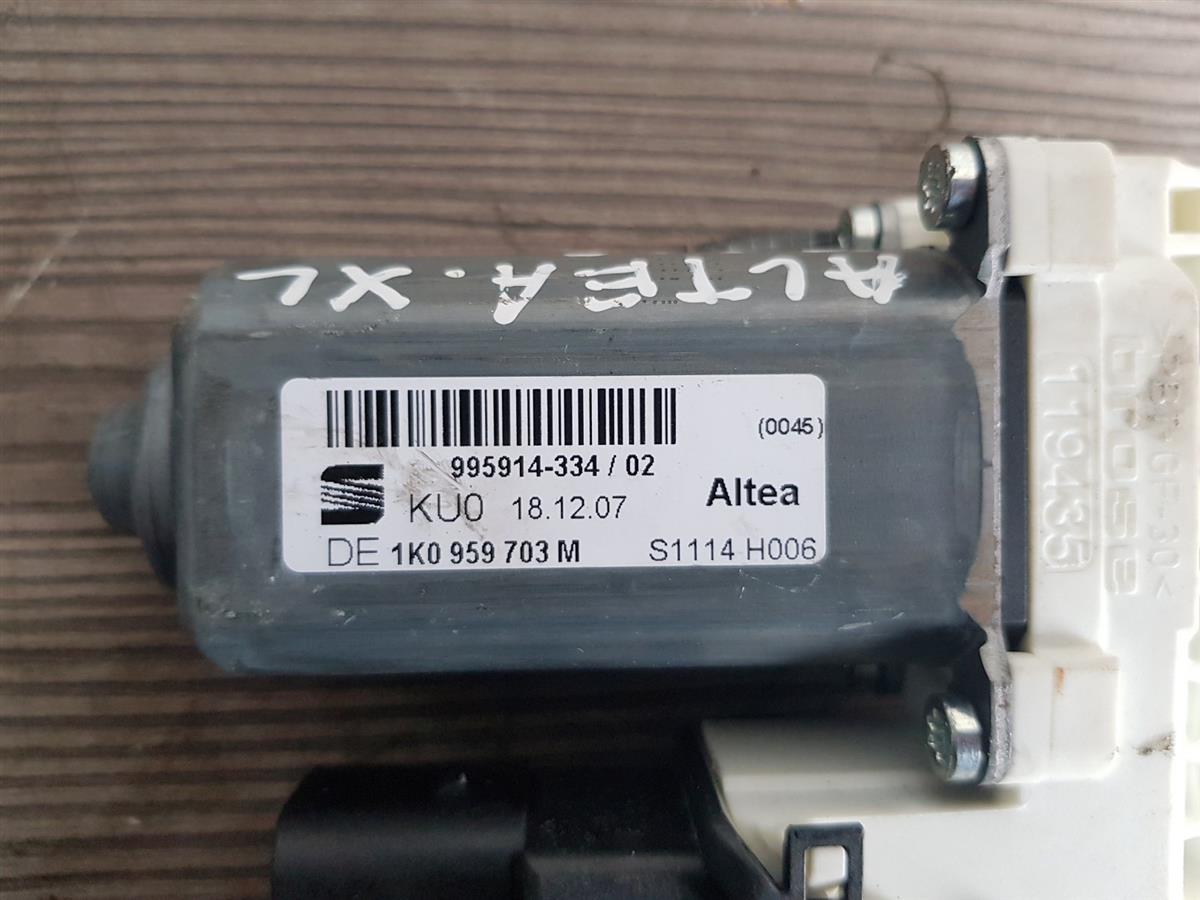 ALTEA.XL
(0045)
995914-334 / 02
KU0 18.12.07
Altea
DE 1K0 959 703 M
S1114 H006
brose
119435